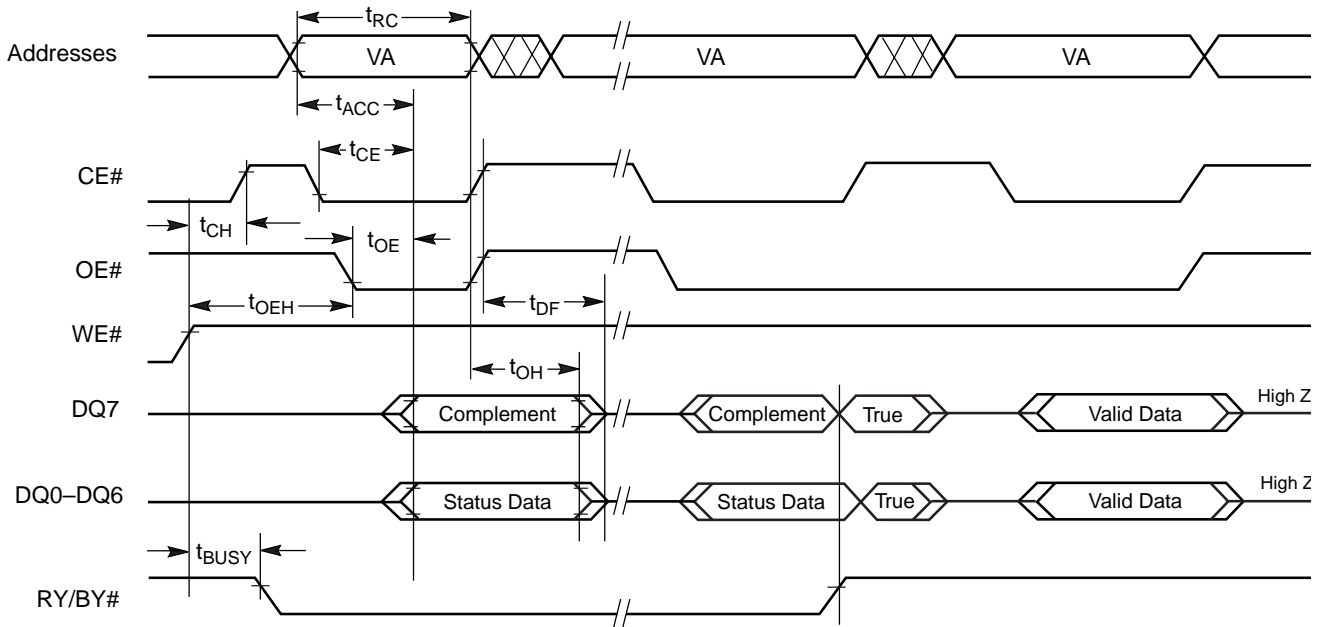 tRC
Addresses VA VA VA
tACC
tCE
CE#
tCH tOE
OE#
tOEH tDF
WE#
tOH
DQ7 Complement Complement True Valid Data High Z
DQ0–DQ6 Status Data Status Data True Valid Data High Z
tBUSY
RY/BY#